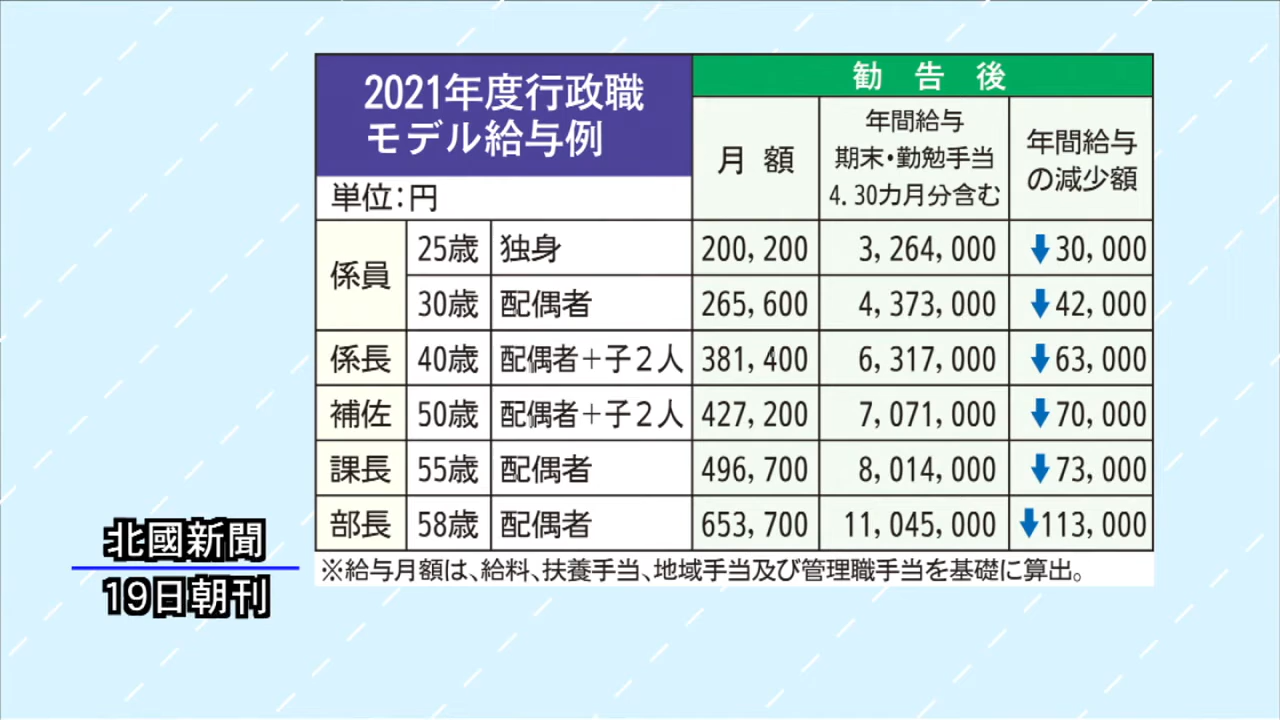 2021年度行政職
モデル給与例
単位:円
勧告後
月額
年間給与
期末・勤勉手当
4.30カ月分含む
年間給与
の減少額
係員 25歳 独身 200,200 3,264,000 ↓30,000
30歳 配偶者 265,600 4,373,000 ↓42,000
係長 40歳 配偶者+子2人 381,400 6,317,000 ↓63,000
補佐 50歳 配偶者+子2人 427,200 7,071,000 ↓70,000
課長 55歳 配偶者 496,700 8,014,000 ↓73,000
部長 58歳 配偶者 653,700 11,045,000 ↓113,000
※給与月額は、給料、扶養手当、地域手当及び管理職手当を基礎に算出。
北國新聞
19日朝刊